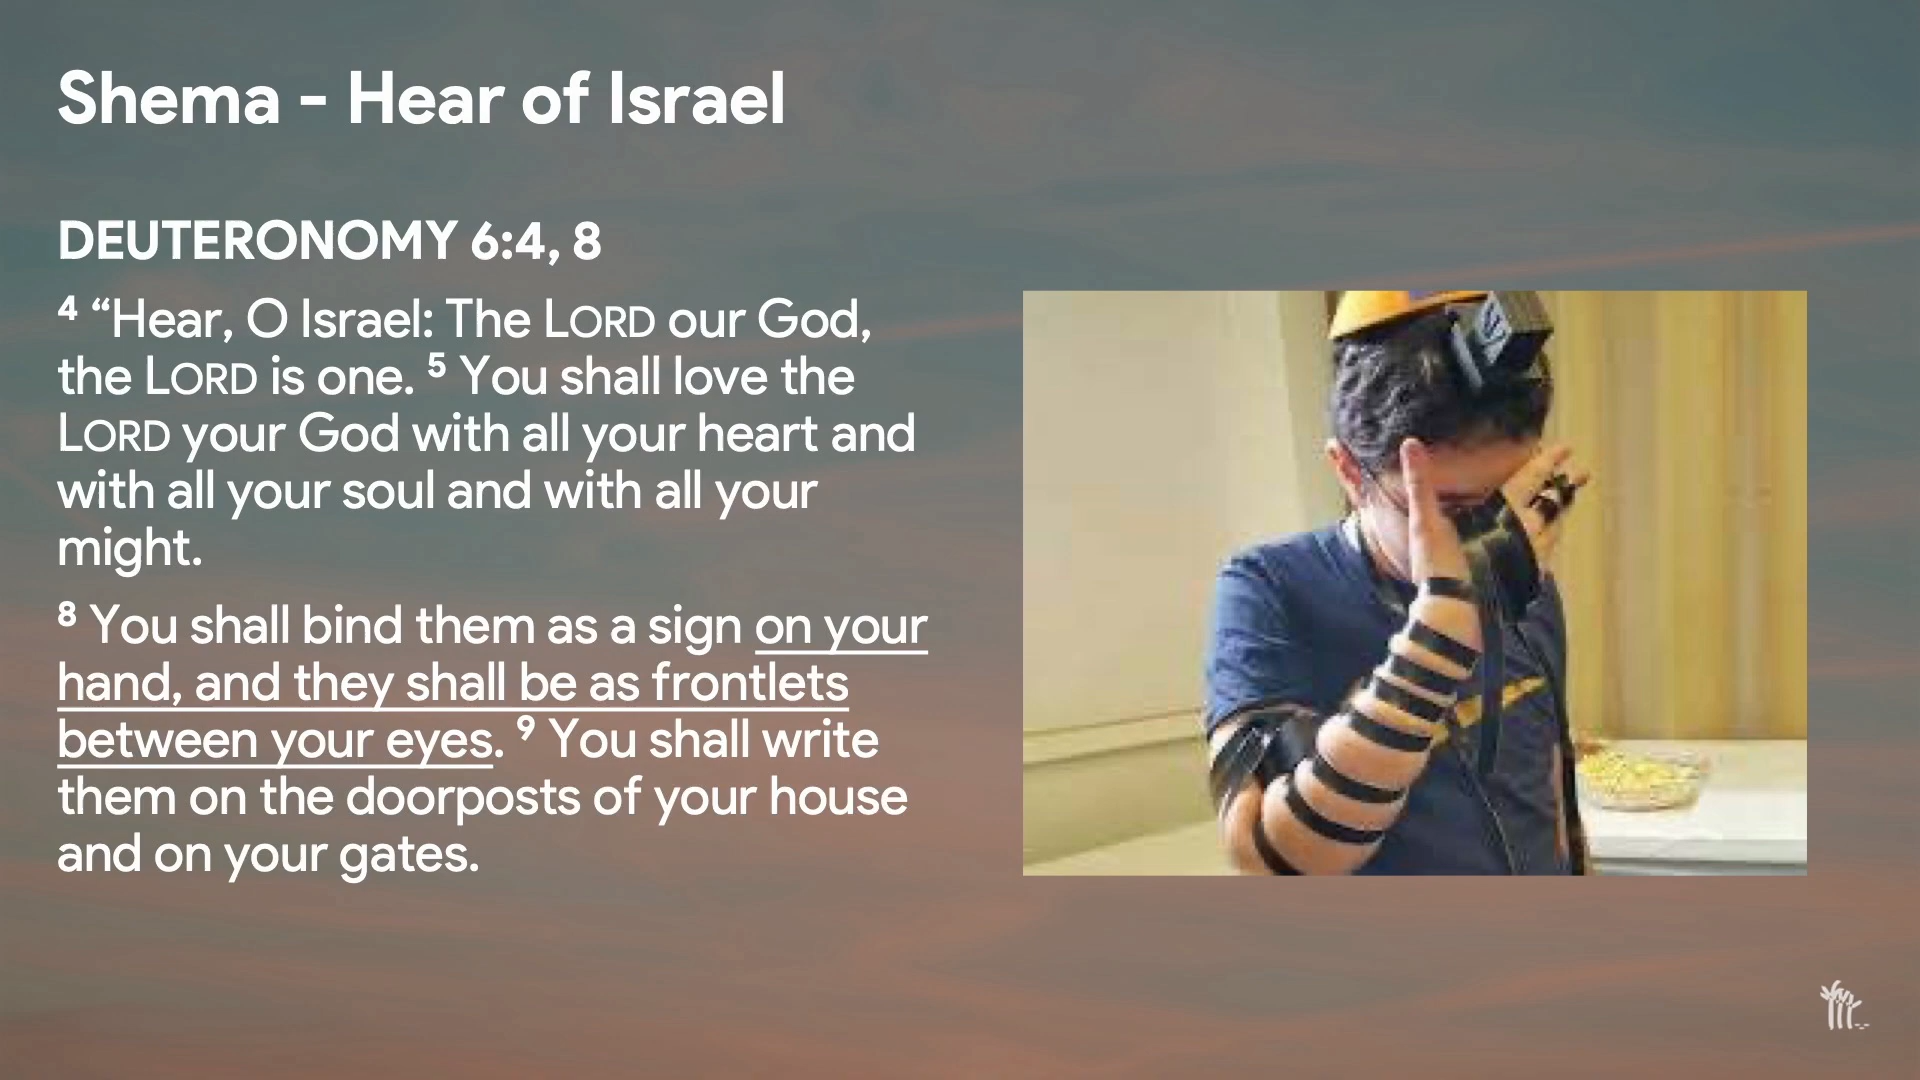 Shema - Hear of Israel
DEUTERONOMY 6:4, 8
⁴ “Hear, O Israel: The LORD our God,
the LORD is one. ⁵ You shall love the
LORD your God with all your heart and
with all your soul and with all your
might.
⁸ You shall bind them as a sign on your
hand, and they shall be as frontlets
between your eyes. ⁹ You shall write
them on the doorposts of your house
and on your gates.